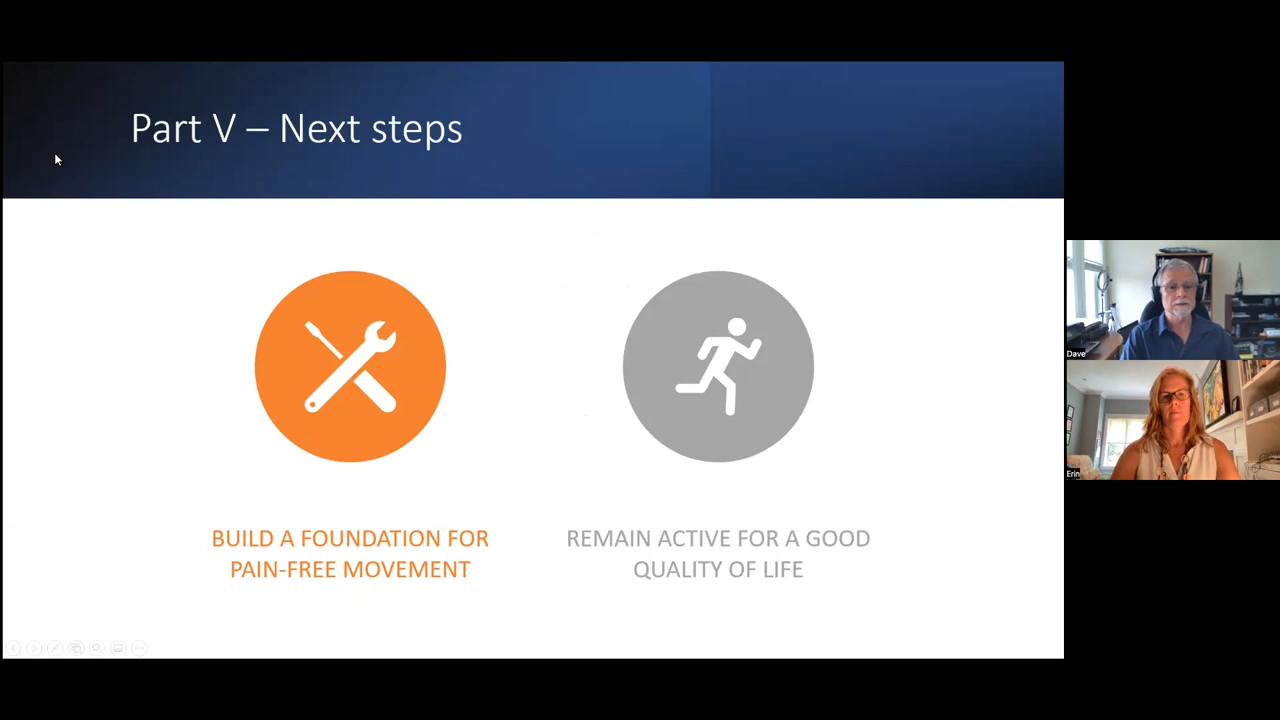 Part V – Next steps
BUILD A FOUNDATION FOR
PAIN-FREE MOVEMENT
REMAIN ACTIVE FOR A GOOD
QUALITY OF LIFE
Dave
Erin